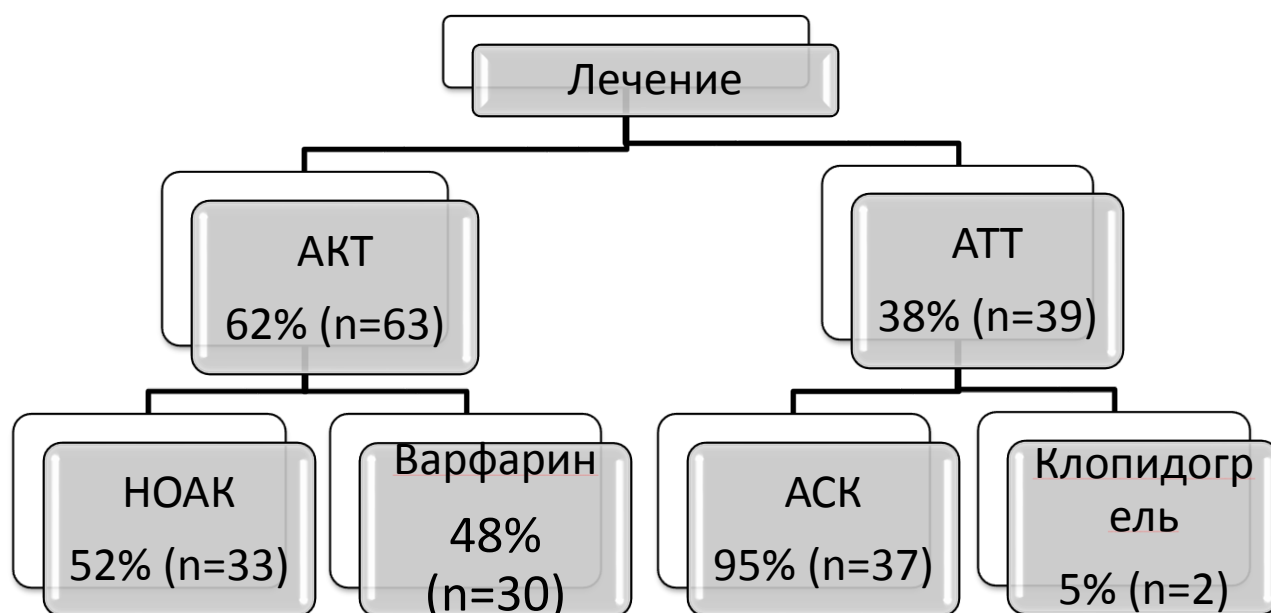 Лечение
АКТ
62% (n=63)
АТТ
38% (n=39)
НОАК
52% (n=33)
Варфарин
48%
(n=30)
АСК
95% (n=37)
Клопидогр
ель
5% (n=2)